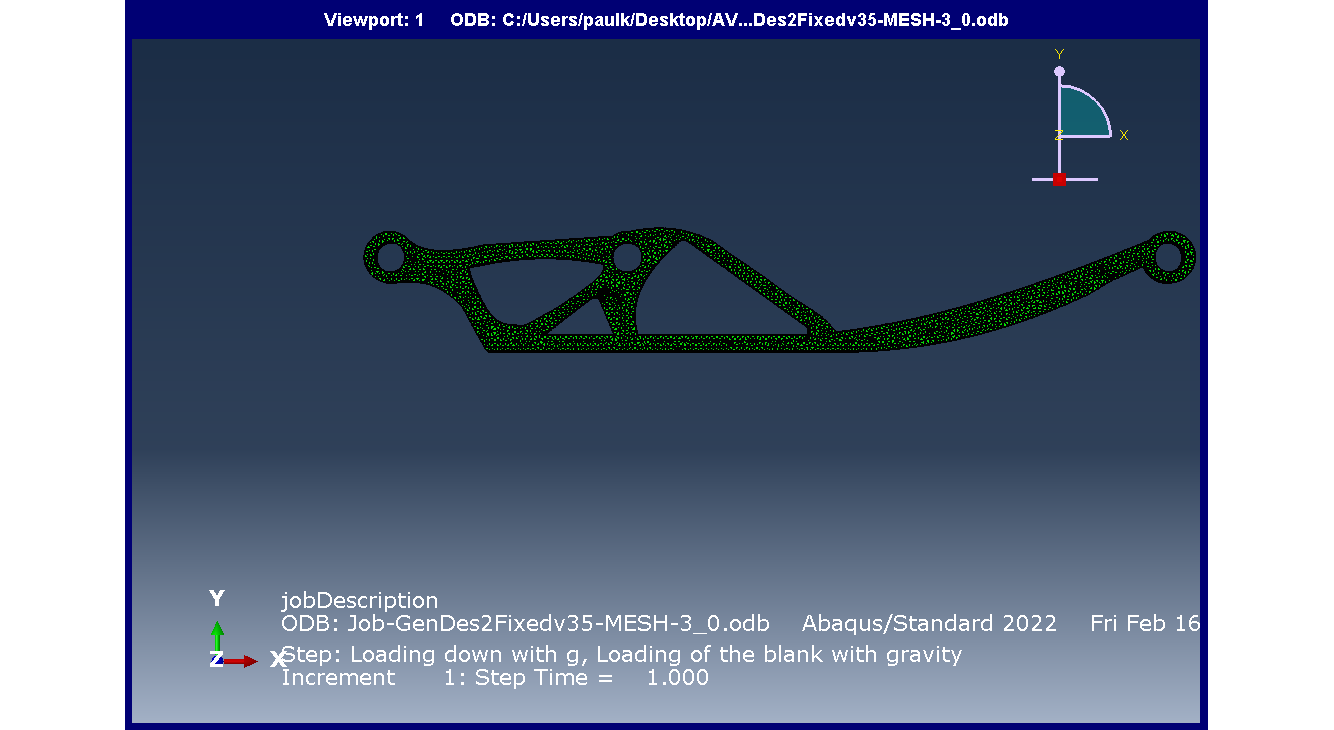 Viewport: 1 ODB: C:/Users/paulk/Desktop/AV...Des2Fixedv35-MESH-3_0.odb
Y
Z X
Y
Z X
jobDescription
ODB: Job-GenDes2Fixedv35-MESH-3_0.odb Abaqus/Standard 2022 Fri Feb 16
Step: Loading down with g, Loading of the blank with gravity
Increment 1: Step Time = 1.000